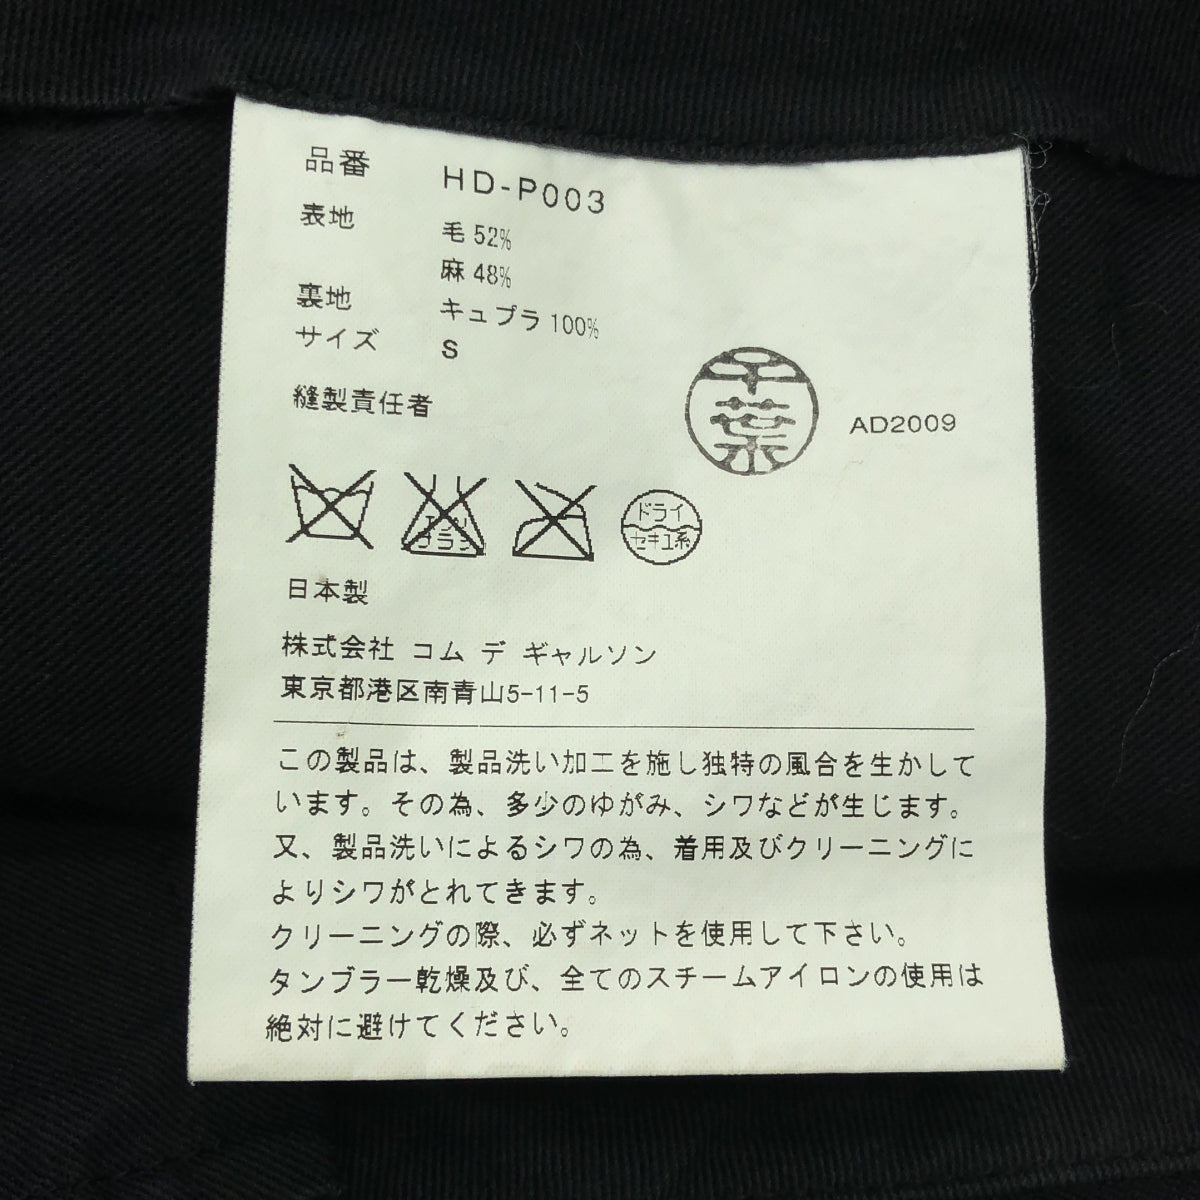 品番 HD-P003
表地 毛 52%
麻 48%
裏地 キュプラ 100%
サイズ S
縫製責任者 千葉 AD2009
エンソ
サラシ
ドライ
セキユ系
日本製
株式会社 コム デ ギャルソン
東京都港区南青山5-11-5
この製品は、製品洗い加工を施し独特の風合を生かして
います。その為、多少のゆがみ、シワなどが生じます。
又、製品洗いによるシワの為、着用及びクリーニングに
よりシワがとれてきます。
クリーニングの際、必ずネットを使用して下さい。
タンブラー乾燥及び、全てのスチームアイロンの使用は
絶対に避けてください。